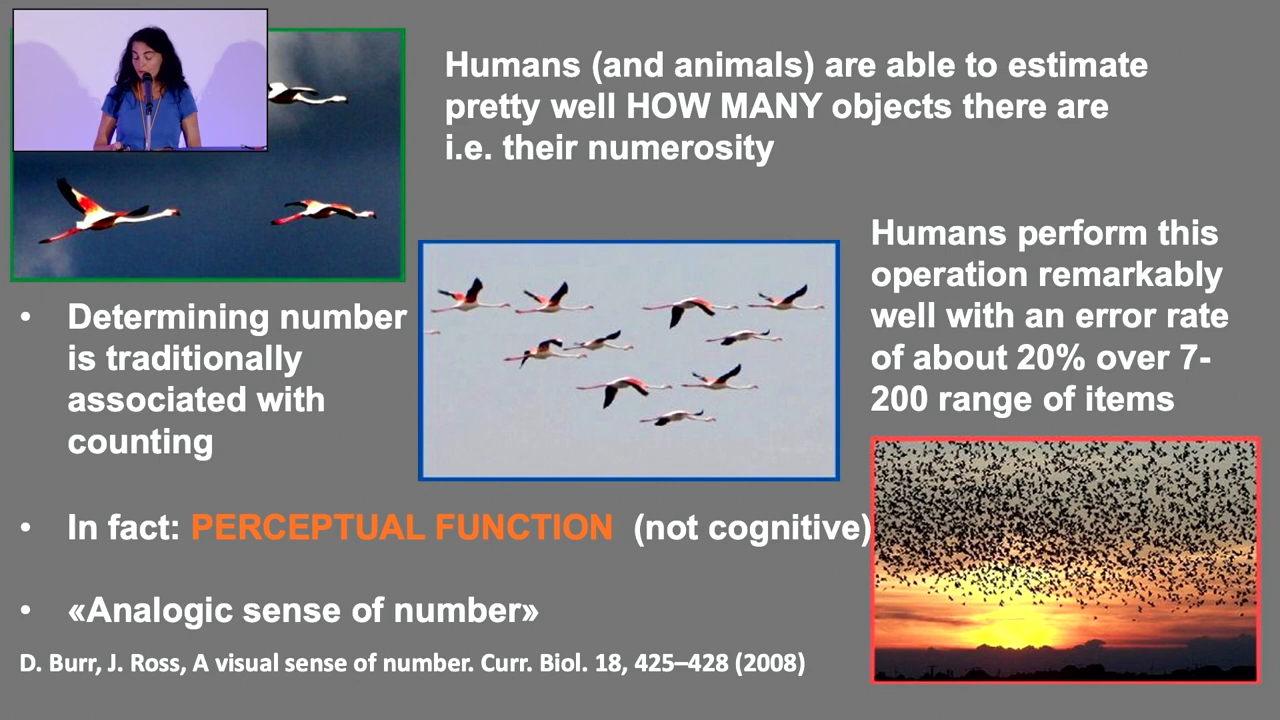 Humans (and animals) are able to estimate
pretty well HOW MANY objects there are
i.e. their numerosity
Humans perform this
operation remarkably
well with an error rate
of about 20% over 7-
200 range of items
• Determining number
is traditionally
associated with
counting
• In fact: PERCEPTUAL FUNCTION (not cognitive)
• «Analogic sense of number»
D. Burr, J. Ross, A visual sense of number. Curr. Biol. 18, 425–428 (2008)